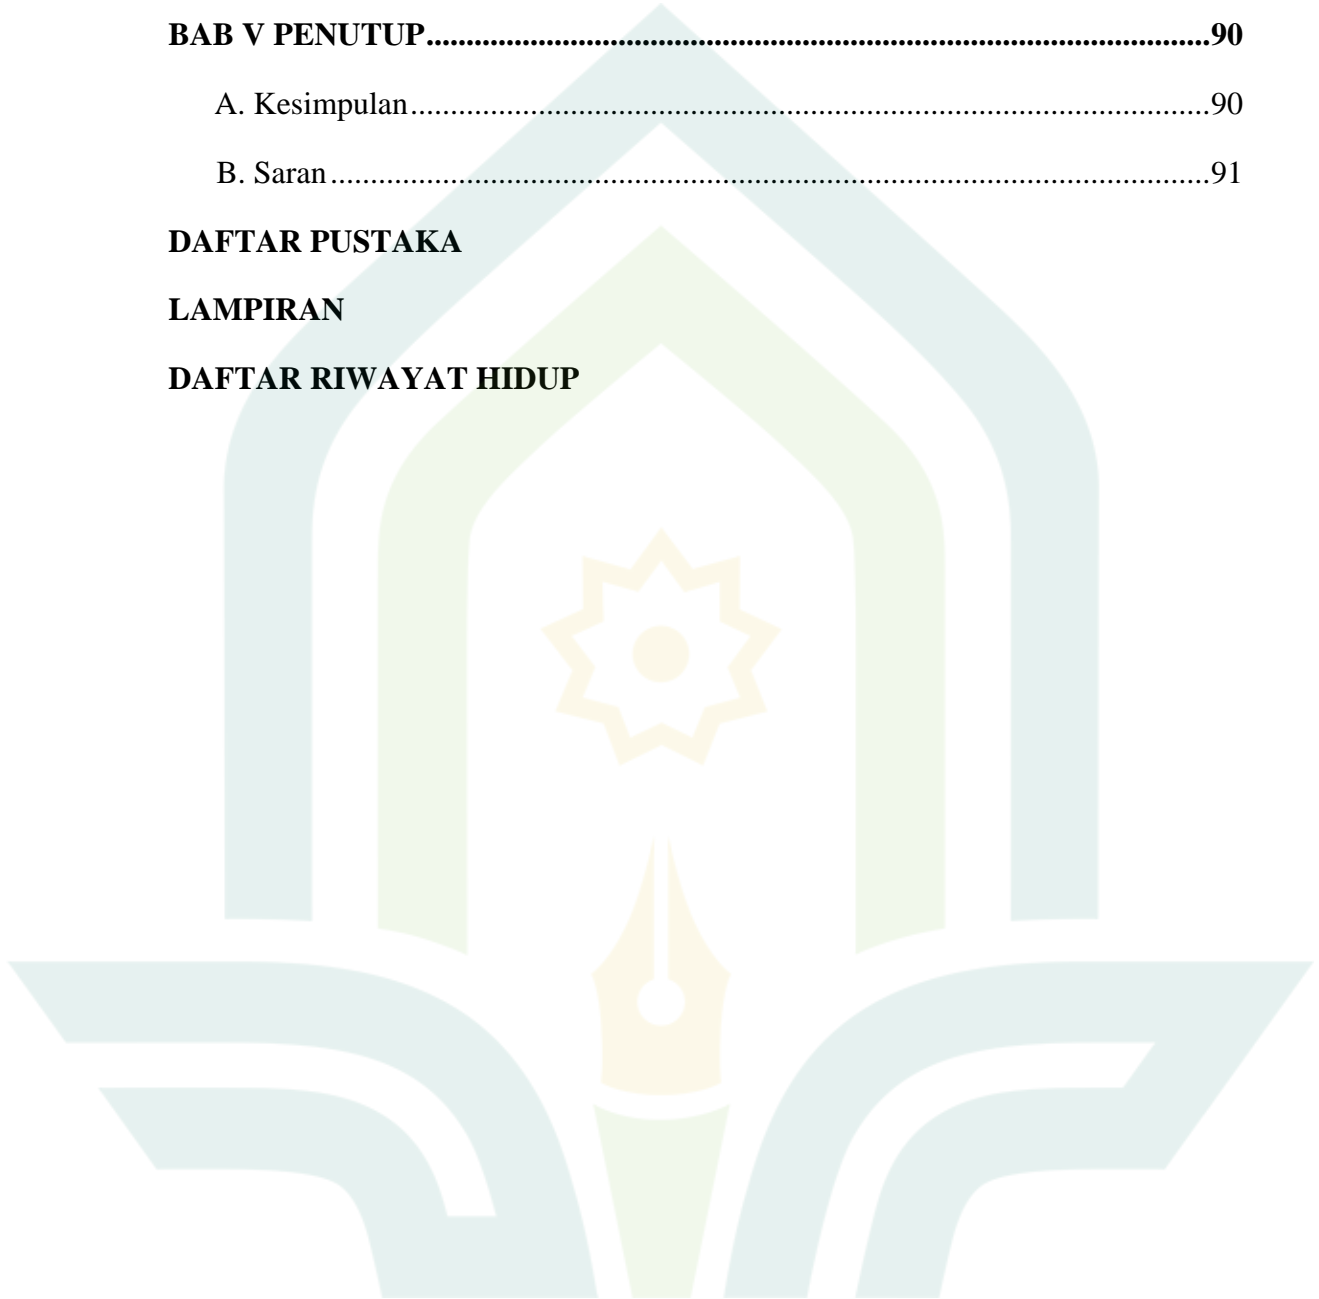 BAB V PENUTUP..................................................................................................90
A. Kesimpulan....................................................................................................90
B. Saran..............................................................................................................91
DAFTAR PUSTAKA
LAMPIRAN
DAFTAR RIWAYAT HIDUP